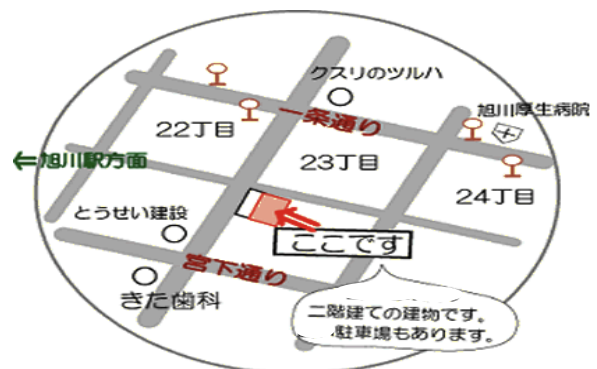 クスリのツルハ
旭川厚生病院
一条通り
22丁目
23丁目
24丁目
⇐旭川駅方面
とうせい建設
ここです
宮下通り
きた歯科
二階建ての建物です。
駐車場もあります。